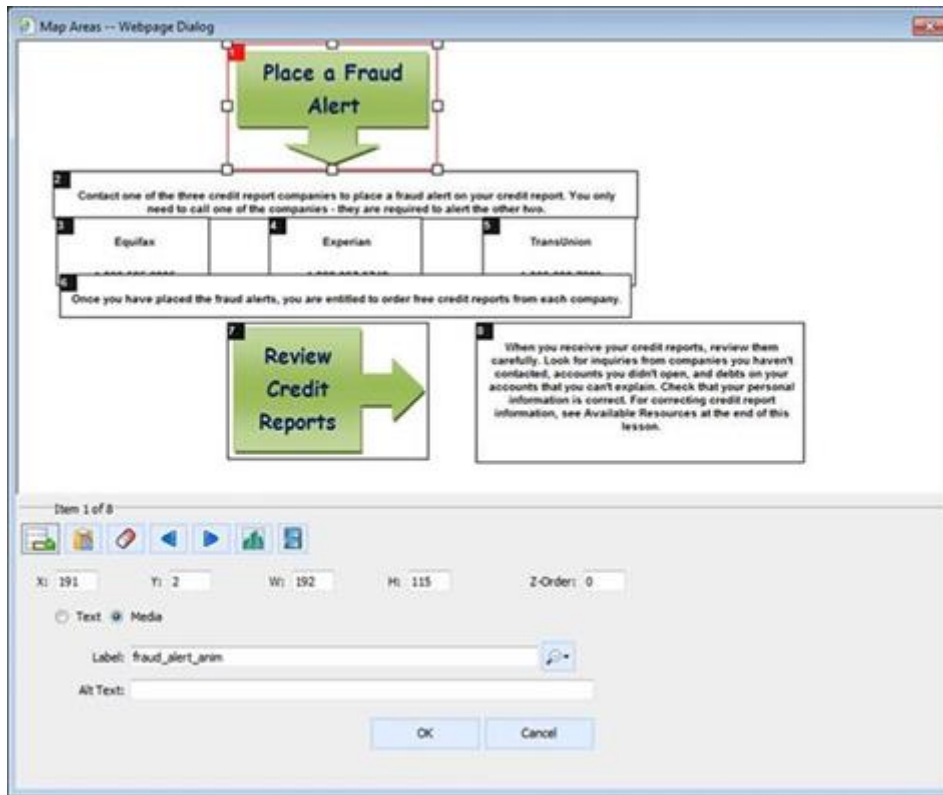 Map Areas -- Webpage Dialog
1
Place a Fraud
Alert
2
Contact one of the three credit report companies to place a fraud alert on your credit report. You only
need to call one of the companies - they are required to alert the other two.
3
Equifax
4
Experian
5
TransUnion
6
Once you have placed the fraud alerts, you are entitled to order free credit reports from each company.
7
Review
Credit
Reports
8
When you receive your credit reports, review them
carefully. Look for inquiries from companies you haven't
contacted, accounts you didn't open, and debts on your
accounts that you can't explain. Check that your personal
information is correct. For correcting credit report
information, see Available Resources at the end of this
lesson.
Item 1 of 8
X: 191 Y: 2 W: 192 H: 115 Z-Order: 0
Text Media
Label: fraud_alert_anim
Alt Text:
OK Cancel